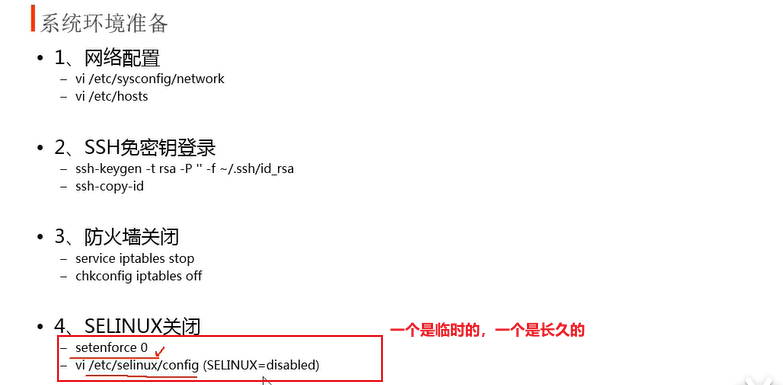 系统环境准备
• 1、网络配置
– vi /etc/sysconfig/network
– vi /etc/hosts
• 2、SSH免密钥登录
– ssh-keygen -t rsa -P '' -f ~/.ssh/id_rsa
– ssh-copy-id
• 3、防火墙关闭
– service iptables stop
– chkconfig iptables off
• 4、SELINUX关闭
一个是临时的，一个是长久的
– setenforce 0
– vi /etc/selinux/config (SELINUX=disabled)